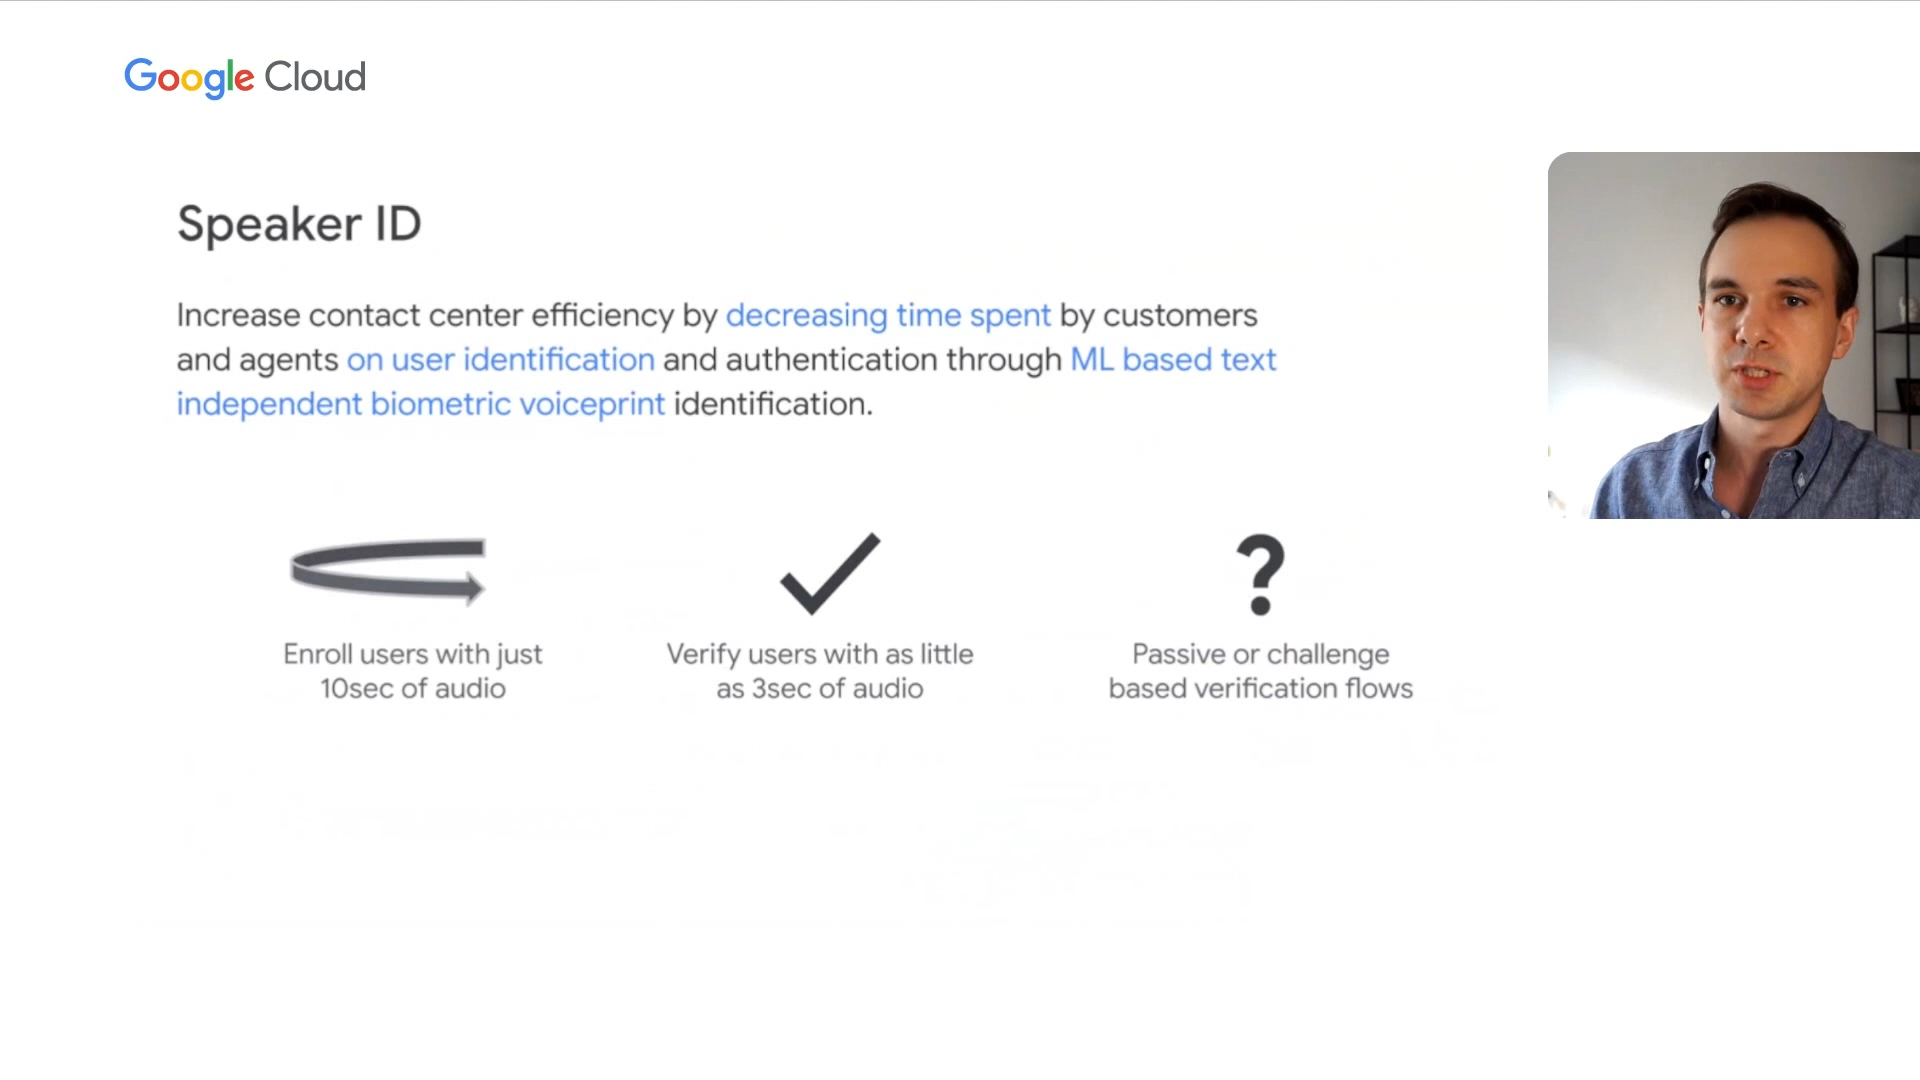 Google Cloud
Speaker ID
Increase contact center efficiency by decreasing time spent by customers
and agents on user identification and authentication through ML based text
independent biometric voiceprint identification.
Enroll users with just
10sec of audio
Verify users with as little
as 3sec of audio
?
Passive or challenge
based verification flows